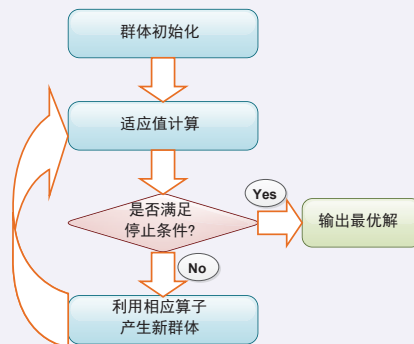 群体初始化
适应值计算
是否满足
停止条件?
Yes
输出最优解
No
利用相应算子
产生新群体